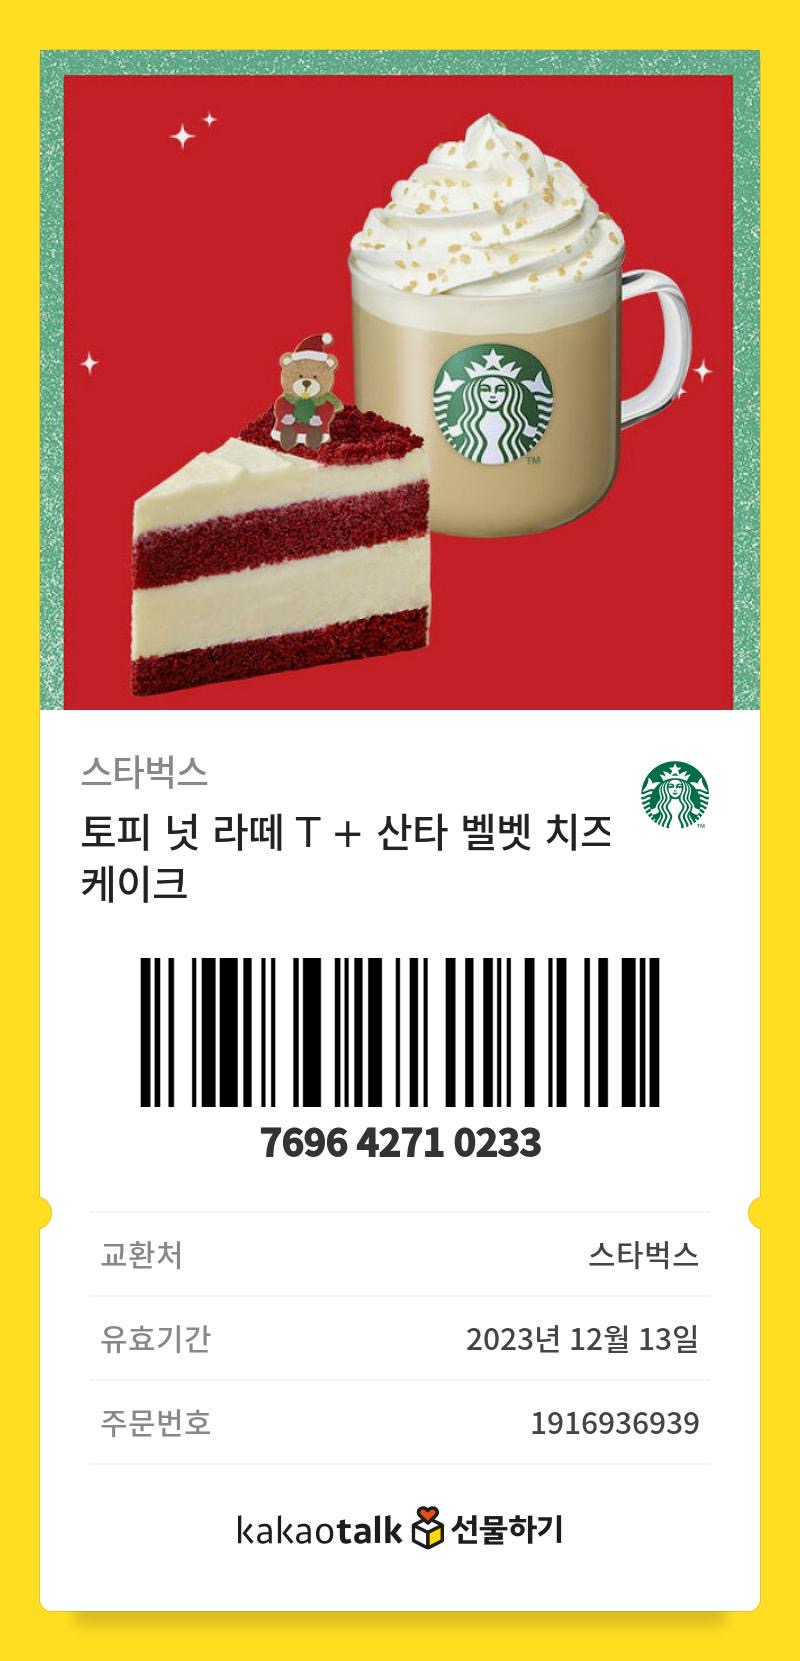 TM
스타벅스
토피 넛 라떼 T + 산타 벨벳 치즈
케이크
TM
7696 4271 0233
교환처 스타벅스
유효기간 2023년 12월 13일
주문번호 1916936939
kakaotalk 선물하기